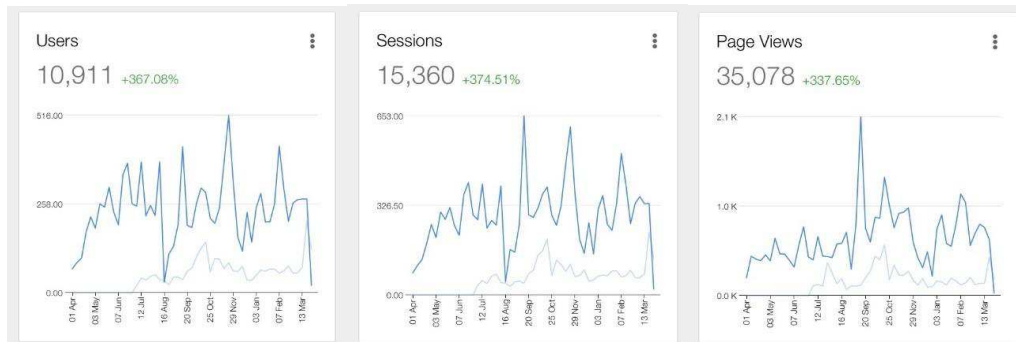 Users
10,911 +367.08%
516.00
258.00
0.00
01 Apr
03 May
07 Jun
12 Jul
16 Aug
20 Sep
25 Oct
29 Nov
03 Jan
07 Feb
13 Mar
Sessions
15,360 +374.51%
653.00
326.50
0.00
01 Apr
03 May
07 Jun
12 Jul
16 Aug
20 Sep
25 Oct
29 Nov
03 Jan
07 Feb
13 Mar
Page Views
35,078 +337.65%
2.1 K
1.0 K
0.0 K
01 Apr
03 May
07 Jun
12 Jul
16 Aug
20 Sep
25 Oct
29 Nov
03 Jan
07 Feb
13 Mar